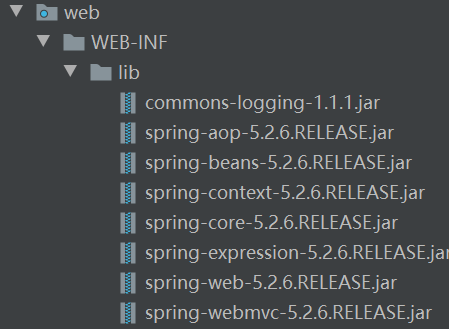 web
WEB-INF
lib
commons-logging-1.1.1.jar
spring-aop-5.2.6.RELEASE.jar
spring-beans-5.2.6.RELEASE.jar
spring-context-5.2.6.RELEASE.jar
spring-core-5.2.6.RELEASE.jar
spring-expression-5.2.6.RELEASE.ja
spring-web-5.2.6.RELEASE.jar
spring-webmvc-5.2.6.RELEASE.jar